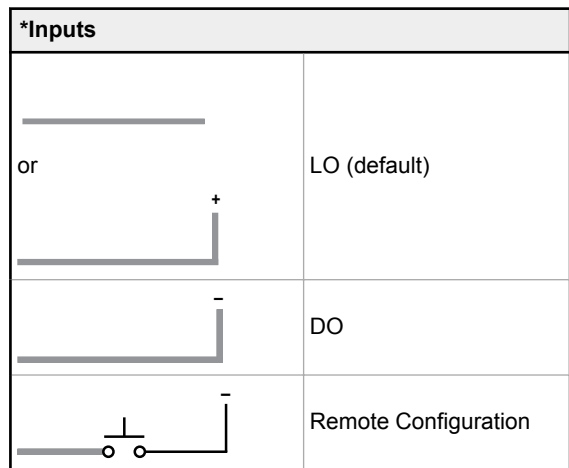 *Inputs
or
LO (default)
+
–
DO
–
Remote Configuration